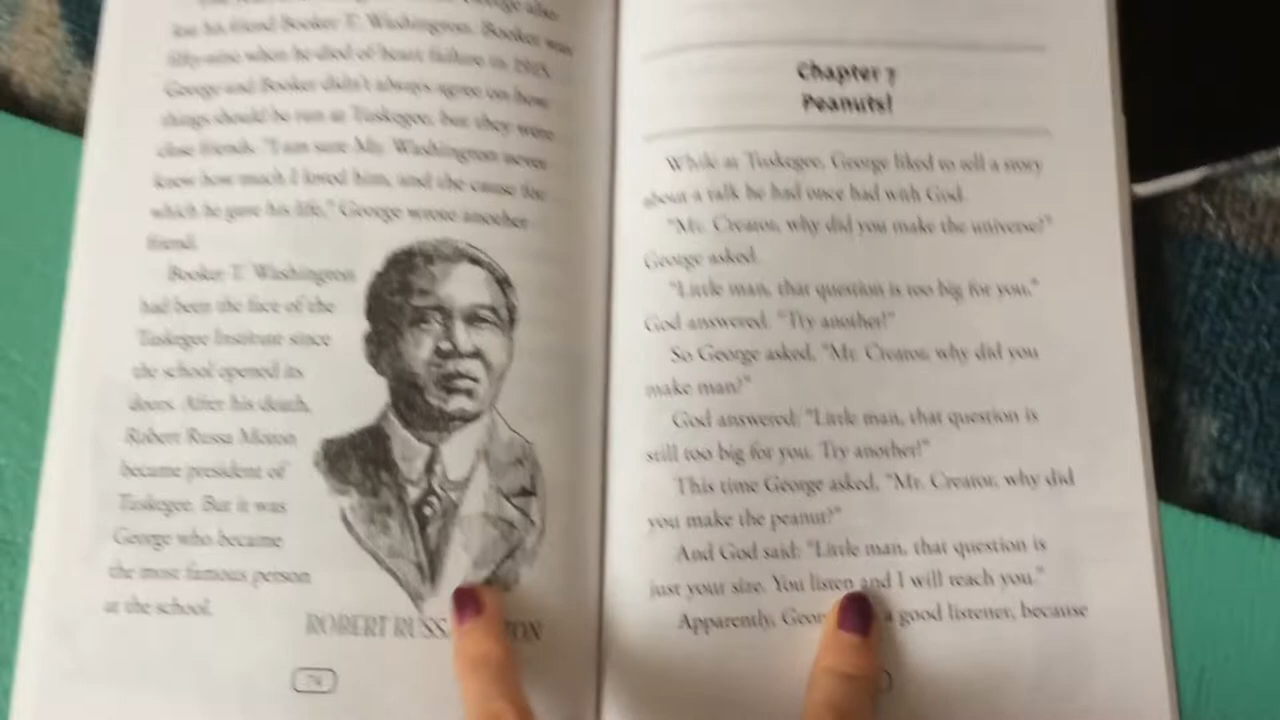 lost his friend Booker T. Washington. Booker was
fifty-nine when he died of heart failure in 1915.
George and Booker didn't always agree on how
things should be run at Tuskegee, but they were
close friends. "I am sure Mr. Washington never
knew how much I loved him, and the cause for
which he gave his life," George wrote another
friend.
Booker T. Washington
had been the face of the
Tuskegee Institute since
the school opened its
doors. After his death,
Robert Russa Moton
became president of
Tuskegee. But it was
George who became
the most famous person
at the school.
ROBERT
74
Chapter 7
Peanuts!
While at Tuskegee, George liked to tell a story
about a talk he had once had with God.
"Mr. Creator, why did you make the universe?"
George asked.
"Little man, that question is too big for you,"
God answered. "Try another!"
So George asked, "Mr. Creator, why did you
make man?"
God answered: "Little man, that question is
still too big for you. Try another!"
This time George asked, "Mr. Creator, why did
you make the peanut?"
And God said: "Little man, that question is
just your size. You listen and I will teach you."
Apparently, a good listener, because